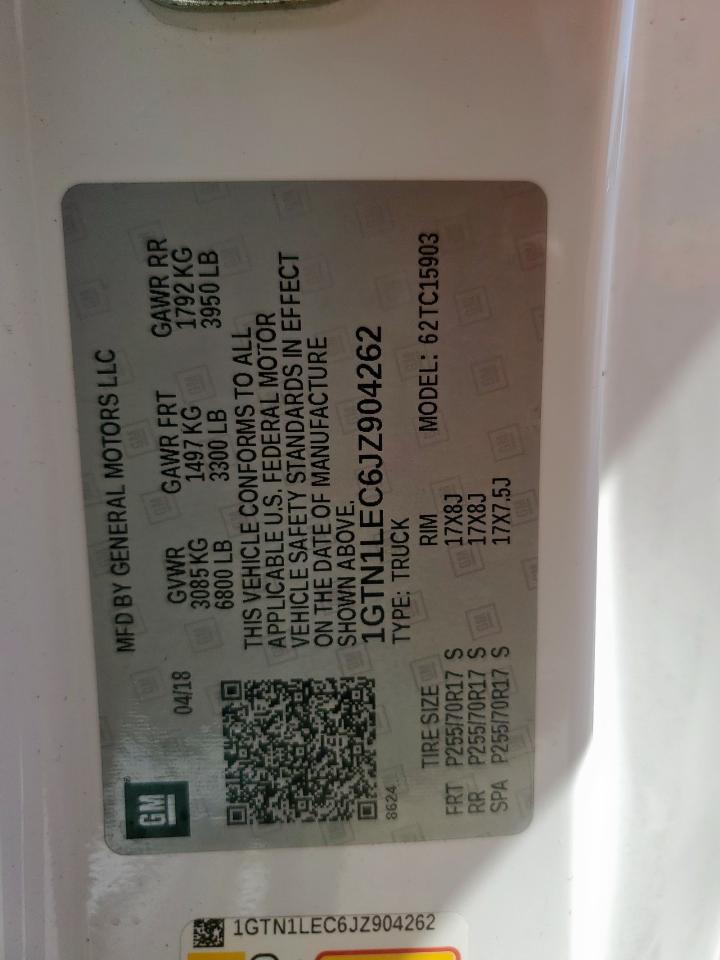 GM
MFD BY GENERAL MOTORS LLC
04/18
GVWR GAWR FRT GAWR RR
3085 KG 1497 KG 1792 KG
6800 LB 3300 LB 3950 LB
THIS VEHICLE CONFORMS TO ALL
APPLICABLE U.S. FEDERAL MOTOR
VEHICLE SAFETY STANDARDS IN EFFECT
ON THE DATE OF MANUFACTURE
SHOWN ABOVE.
1GTN1LEC6JZ904262
8624 TYPE: TRUCK
TIRE SIZE RIM MODEL: 62TC15903
FRT P255/70R17 S 17X8J
RR P255/70R17 S 17X8J
SPA P255/70R17 S 17X7.5J
1GTN1LEC6JZ904262